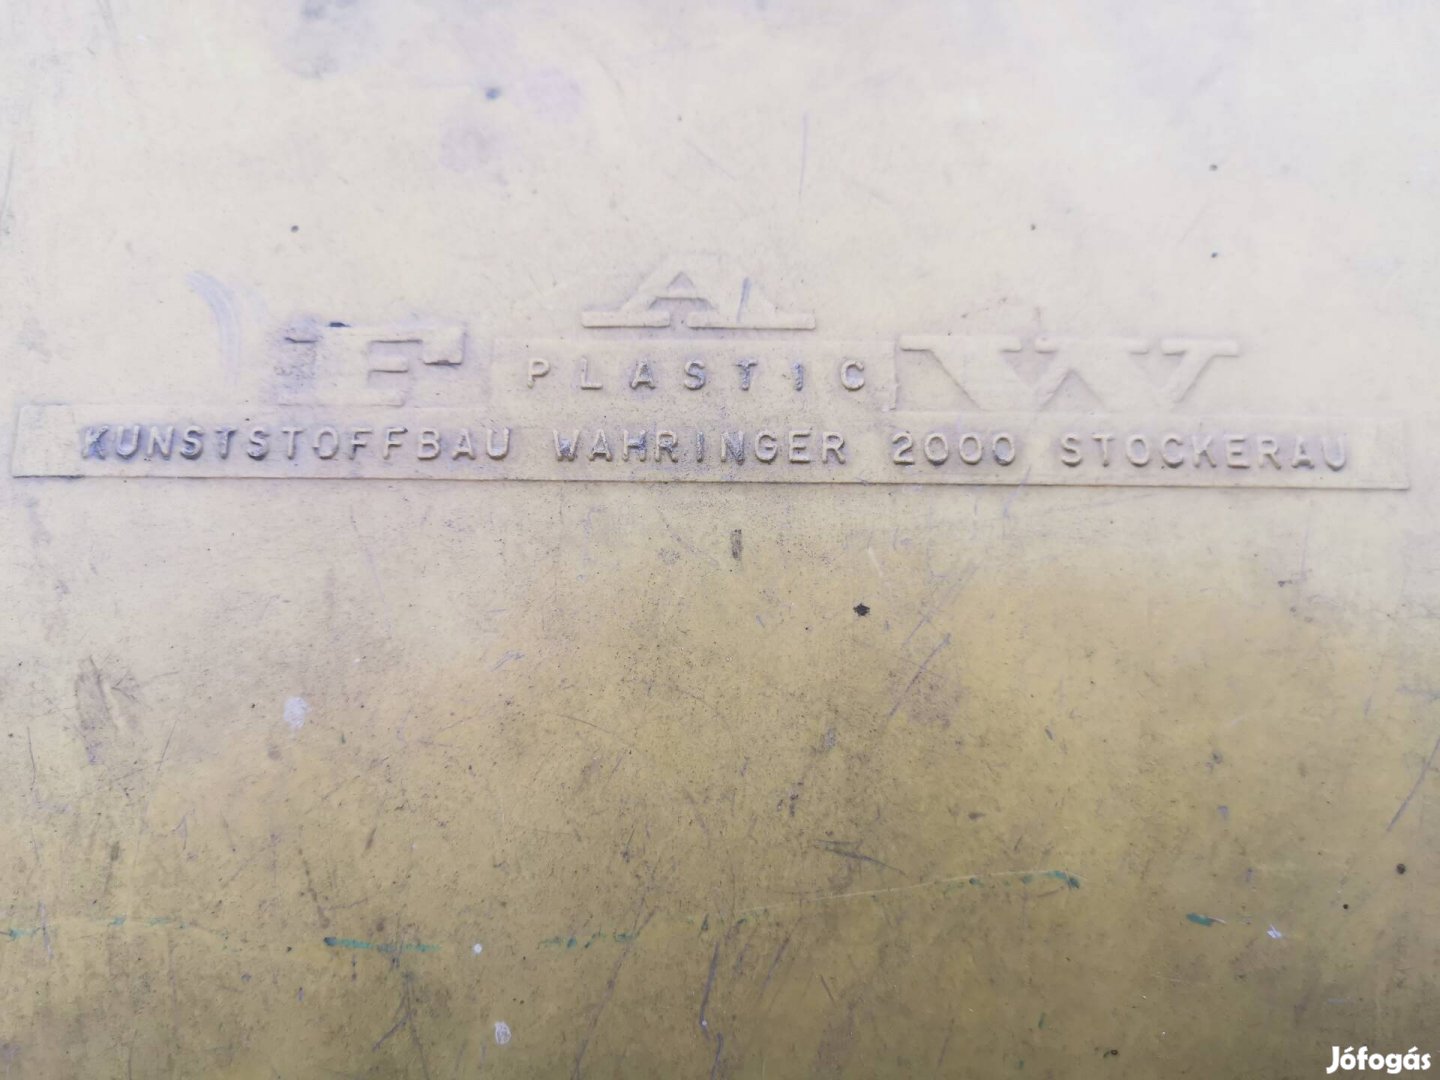 F A W
PLASTIC
KUNSTSTOFFBAU WAHRINGER 2000 STOCKERAU
Jófogás